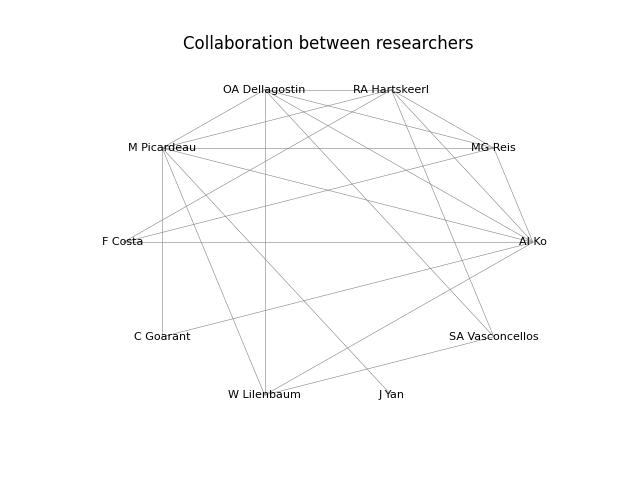 Collaboration between researchers
OA Dellagostin
RA Hartskeerl
M Picardeau
MG Reis
F Costa
AI Ko
C Goarant
SA Vasconcellos
W Lilenbaum
J Yan